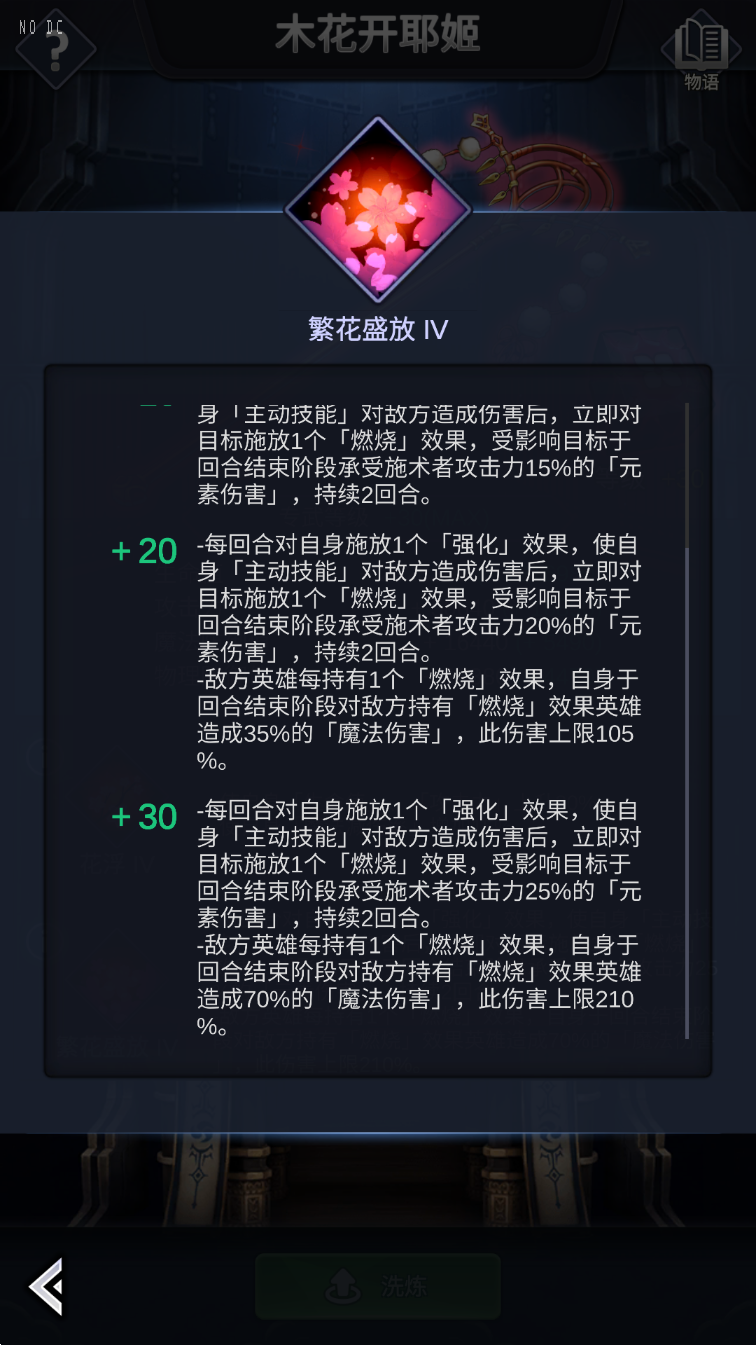 NO DC
木花开耶姬
物语
繁花盛放 IV
身「主动技能」对敌方造成伤害后，立即对
目标施放1个「燃烧」效果，受影响目标于
回合结束阶段承受施术者攻击力15%的「元
素伤害」，持续2回合。
+20
-每回合对自身施放1个「强化」效果，使自
身「主动技能」对敌方造成伤害后，立即对
目标施放1个「燃烧」效果，受影响目标于
回合结束阶段承受施术者攻击力20%的「元
素伤害」，持续2回合。
-敌方英雄每持有1个「燃烧」效果，自身于
回合结束阶段对敌方持有「燃烧」效果英雄
造成35%的「魔法伤害」，此伤害上限105
%。
+30
-每回合对自身施放1个「强化」效果，使自
身「主动技能」对敌方造成伤害后，立即对
目标施放1个「燃烧」效果，受影响目标于
回合结束阶段承受施术者攻击力25%的「元
素伤害」，持续2回合。
-敌方英雄每持有1个「燃烧」效果，自身于
回合结束阶段对敌方持有「燃烧」效果英雄
造成70%的「魔法伤害」，此伤害上限210
%。
洗炼